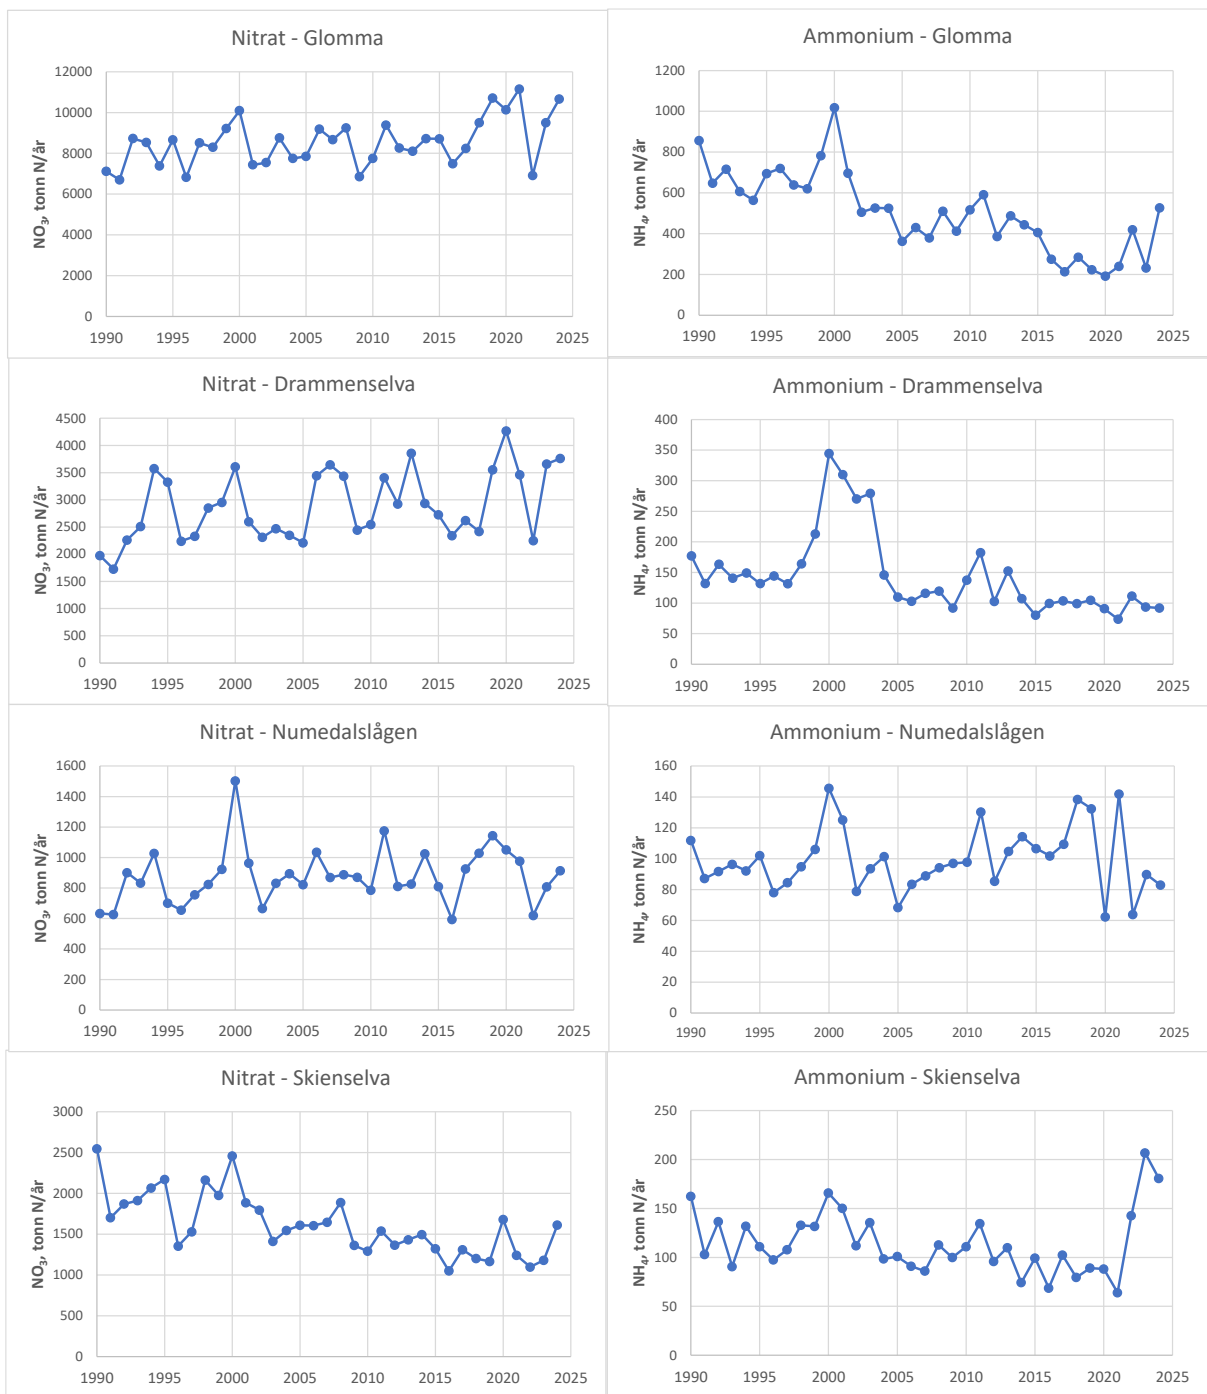 Nitrat - Glomma
NO₃, tonn N/år
12000
10000
8000
6000
4000
2000
0
1990 1995 2000 2005 2010 2015 2020 2025
Ammonium - Glomma
NH₄, tonn N/år
1200
1000
800
600
400
200
0
1990 1995 2000 2005 2010 2015 2020 2025
Nitrat - Drammenselva
NO₃, tonn N/år
4500
4000
3500
3000
2500
2000
1500
1000
500
0
1990 1995 2000 2005 2010 2015 2020 2025
Ammonium - Drammenselva
NH₄, tonn N/år
400
350
300
250
200
150
100
50
0
1990 1995 2000 2005 2010 2015 2020 2025
Nitrat - Numedalslågen
NO₃, tonn N/år
1600
1400
1200
1000
800
600
400
200
0
1990 1995 2000 2005 2010 2015 2020 2025
Ammonium - Numedalslågen
NH₄, tonn N/år
160
140
120
100
80
60
40
20
0
1990 1995 2000 2005 2010 2015 2020 2025
Nitrat - Skienselva
NO₃, tonn N/år
3000
2500
2000
1500
1000
500
0
1990 1995 2000 2005 2010 2015 2020 2025
Ammonium - Skienselva
NH₄, tonn N/år
250
200
150
100
50
0
1990 1995 2000 2005 2010 2015 2020 2025